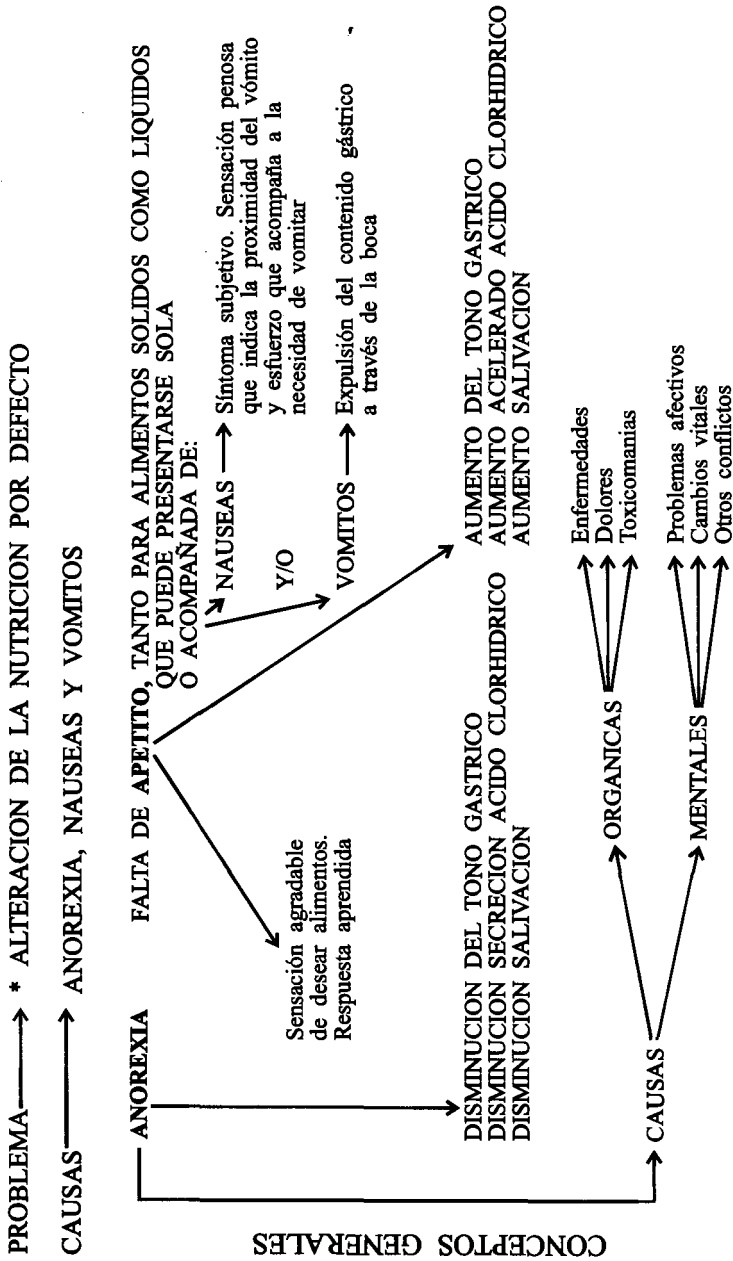 PROBLEMA * ALTERACION DE LA NUTRICION POR DEFECTO
CAUSAS ANOREXIA, NAUSEAS Y VOMITOS
CONCEPTOS GENERALES
ANOREXIA FALTA DE APETITO, TANTO PARA ALIMENTOS SOLIDOS COMO LIQUIDOS
QUE PUEDE PRESENTARSE SOLA
O ACOMPAÑADA DE:
NAUSEAS
Síntoma subjetivo. Sensación penosa
que indica la proximidad del vómito
y esfuerzo que acompaña a la
necesidad de vomitar
Y/O
VOMITOS
Expulsión del contenido gástrico
a través de la boca
Sensación agradable
de desear alimentos.
Respuesta aprendida
DISMINUCION DEL TONO GASTRICO
DISMINUCION SECRECION ACIDO CLORHIDRICO
DISMINUCION SALIVACION
AUMENTO DEL TONO GASTRICO
AUMENTO ACELERADO ACIDO CLORHIDRICO
AUMENTO SALIVACION
CAUSAS
ORGANICAS
Enfermedades
Dolores
Toxicomanias
MENTALES
Problemas afectivos
Cambios vitales
Otros conflictos